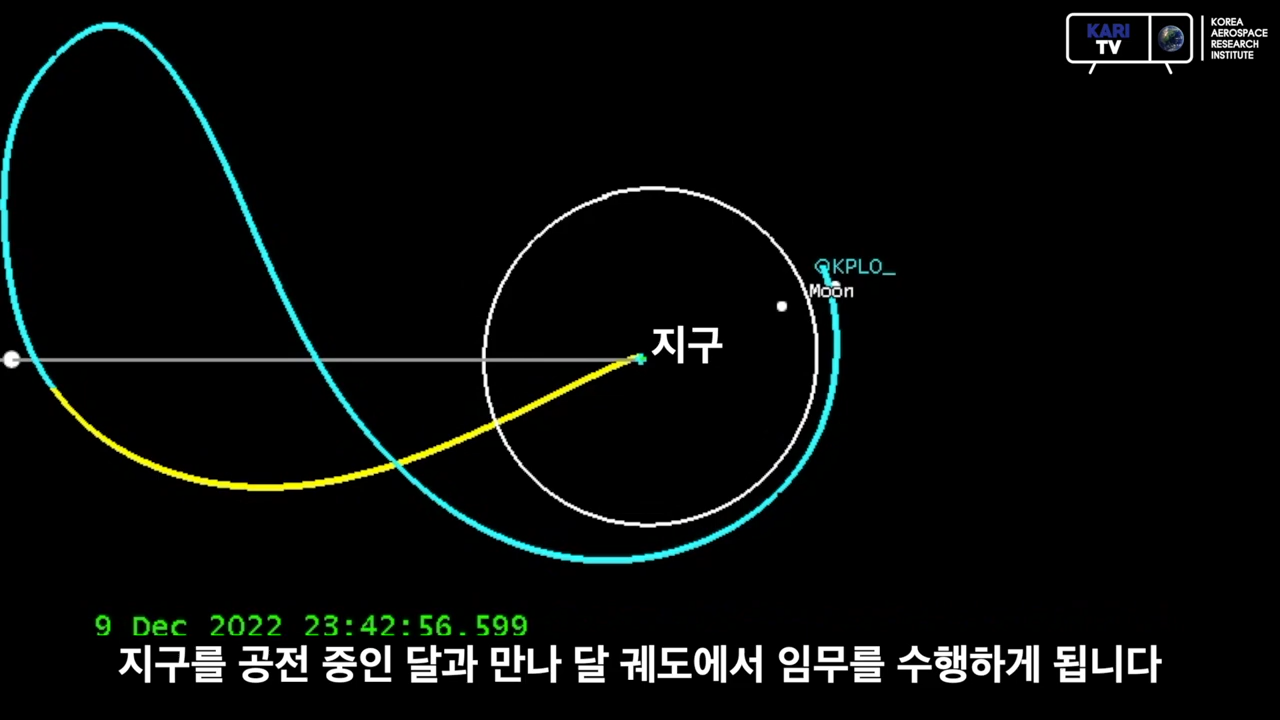 KARI
TV
KOREA
AEROSPACE
RESEARCH
INSTITUTE
KPLO_
Moon
지구
9 Dec 2022 23:42:56.599
지구를 공전 중인 달과 만나 달 궤도에서 임무를 수행하게 됩니다